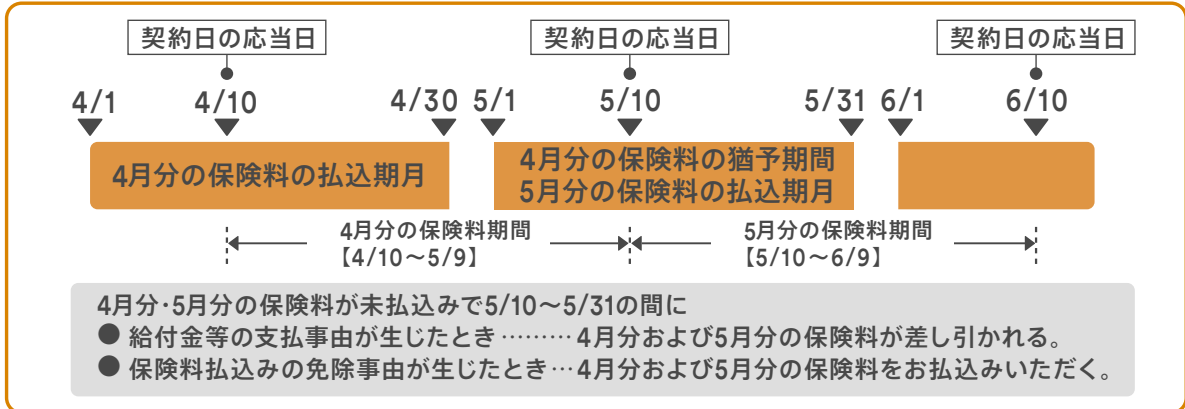 契約日の応当日 契約日の応当日 契約日の応当日
4/1 4/10 4/30 5/1 5/10 5/31 6/1 6/10
4月分の保険料の払込期月
4月分の保険料の猶予期間
5月分の保険料の払込期月
4月分の保険料期間
【4/10～5/9】
5月分の保険料期間
【5/10～6/9】
4月分・5月分の保険料が未払込みで5/10～5/31の間に
● 給付金等の支払事由が生じたとき………4月分および5月分の保険料が差し引かれる。
● 保険料払込みの免除事由が生じたとき…4月分および5月分の保険料をお払込みいただく。